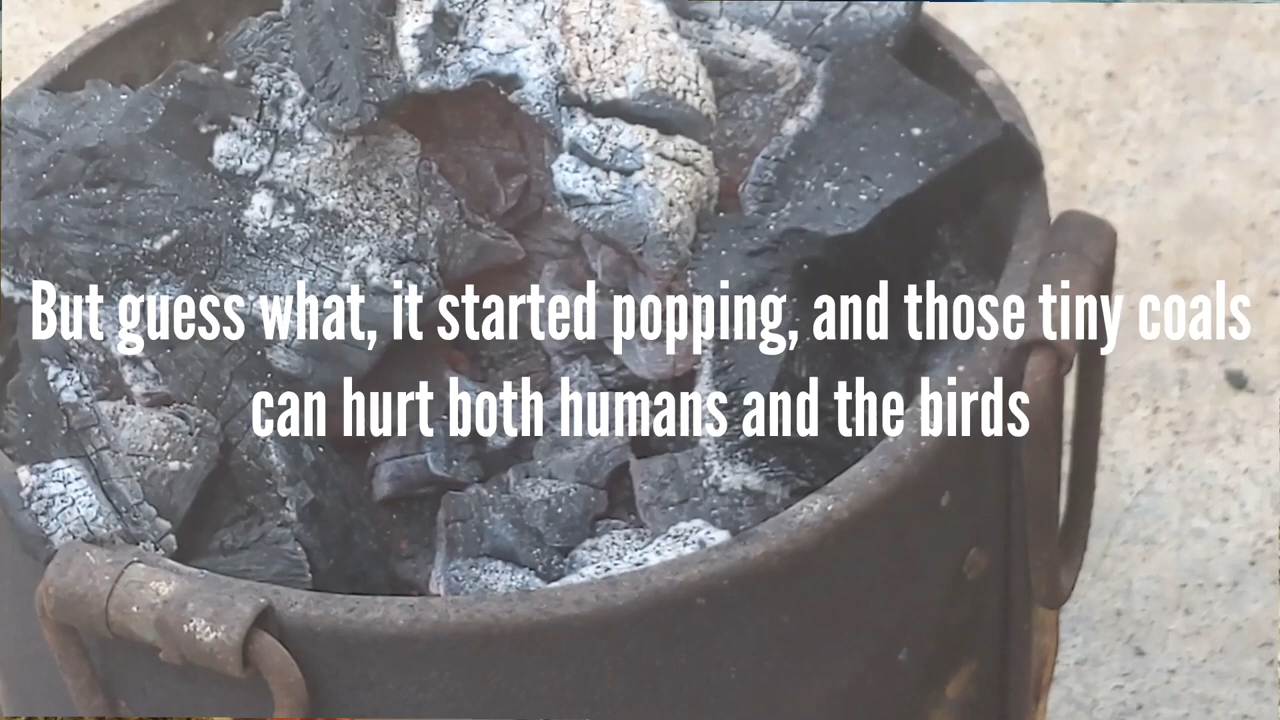 But guess what, it started popping, and those tiny coals
can hurt both humans and the birds